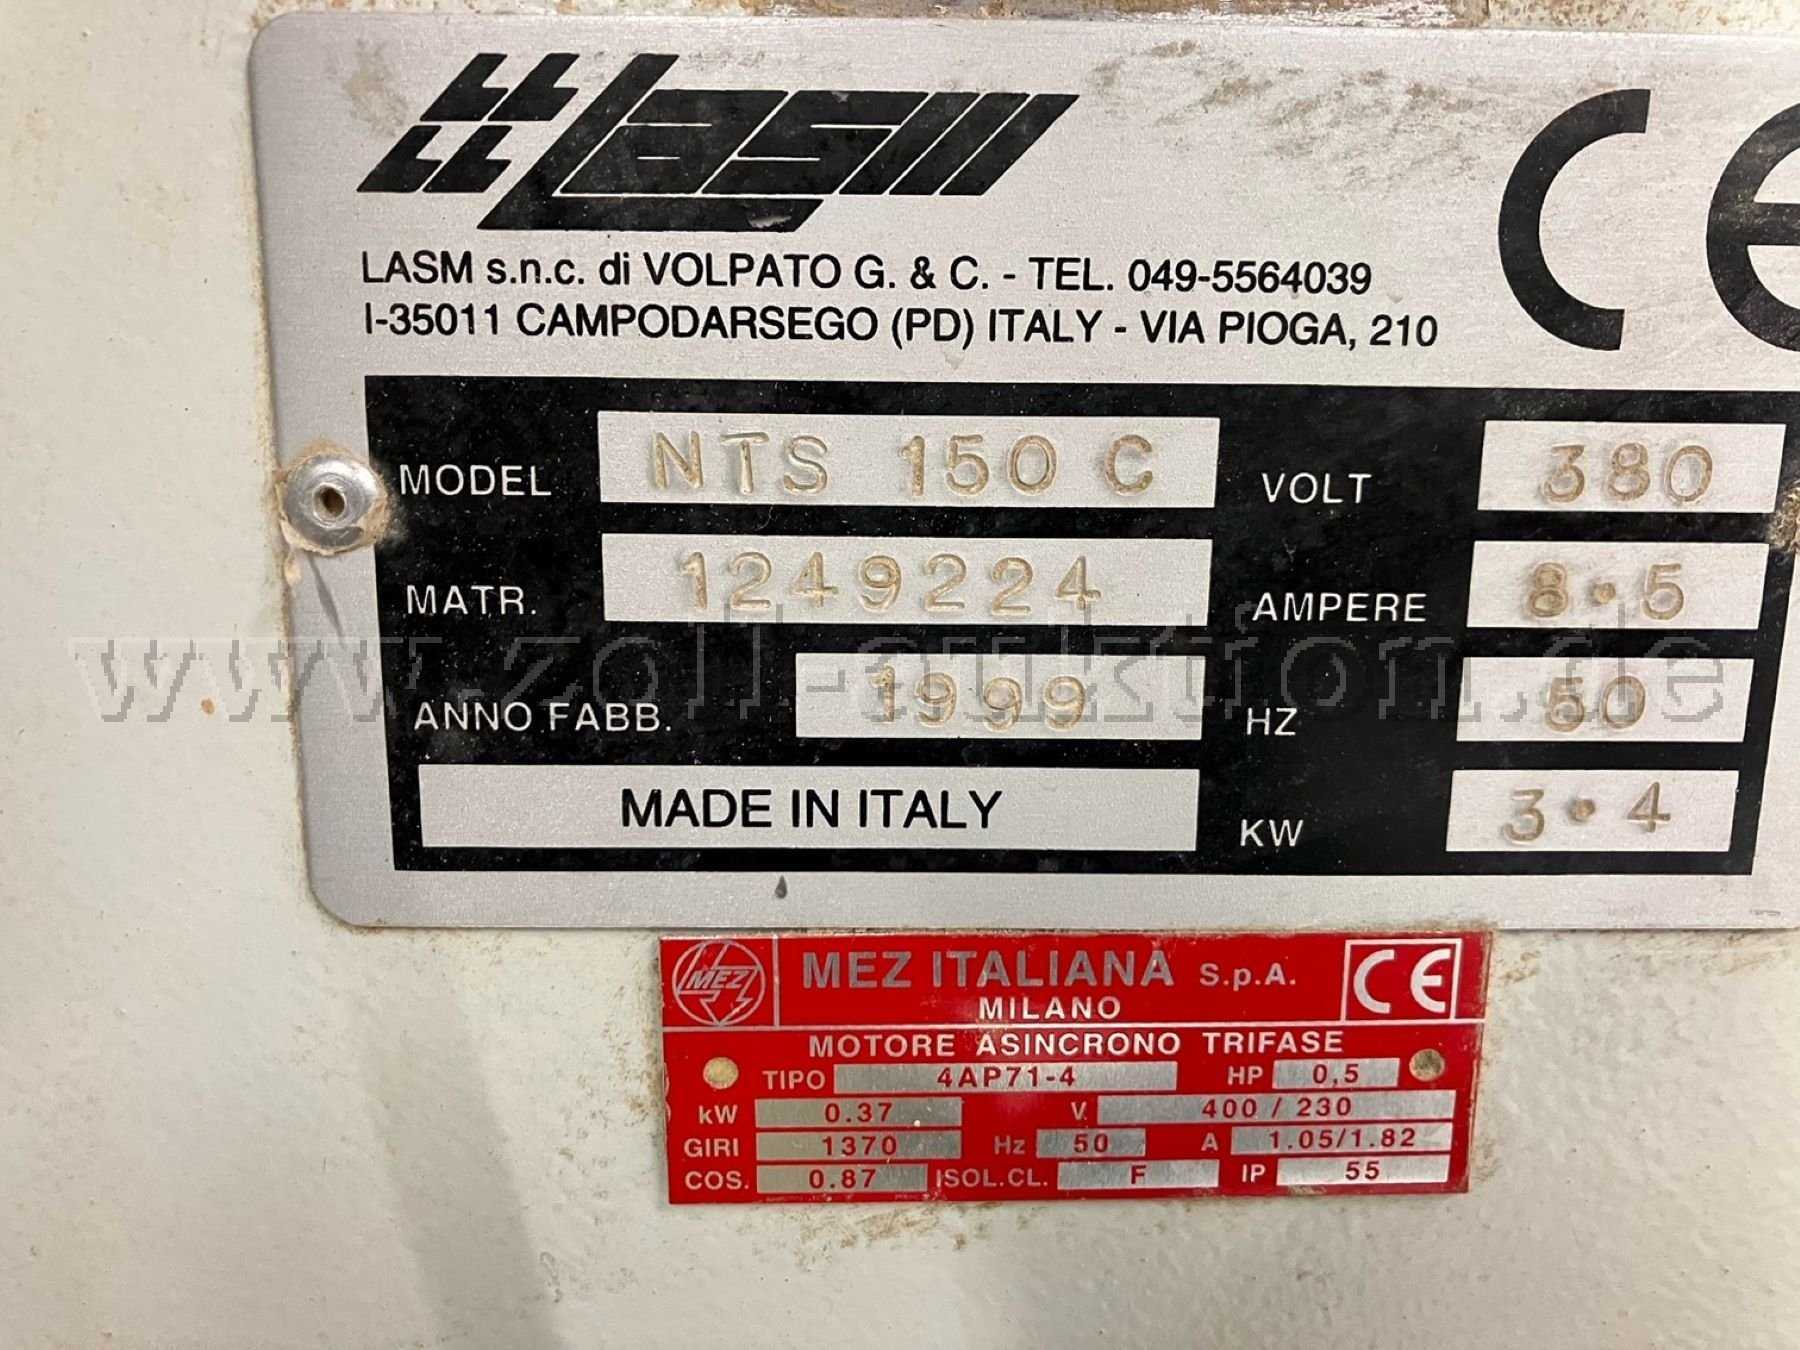 LASM
CE
LASM s.n.c. di VOLPATO G. & C. - TEL. 049-5564039
I-35011 CAMPODARSEGO (PD) ITALY - VIA PIOGA, 210
MODEL NTS 150 C VOLT 380
MATR. 1249224 AMPERE 8.5
www.zoll-auktion.de
ANNO FABB. 1999 HZ 50
MADE IN ITALY KW 3.4
MEZ MEZ ITALIANA S.p.A. CE
MILANO
MOTORE ASINCRONO TRIFASE
TIPO 4AP71-4 HP 0,5
kW 0.37 V 400 / 230
GIRI 1370 Hz 50 A 1.05/1.82
COS. 0.87 ISOL.CL. F IP 55